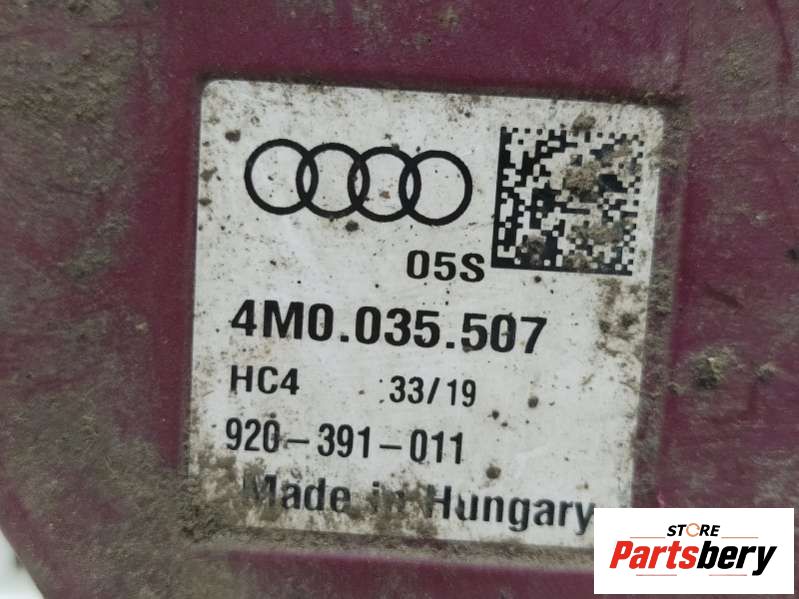 05S
4M0.035.507
HC4 33/19
920-391-011
Made in Hungary
STORE
Partsbery